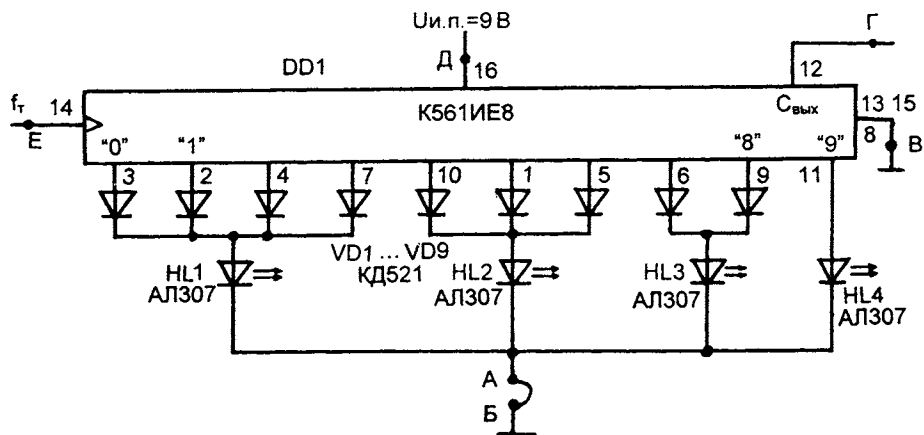 Uи.п.=9 В
Д
16
Г
DD1
12
fт
14
Е
К561ИЕ8
Cвых
13 15
8
В
"0"
"1"
"8"
"9"
3
2
4
7
10
1
5
6
9
11
VD1 ... VD9
КД521
HL1
АЛ307
HL2
АЛ307
HL3
АЛ307
HL4
АЛ307
А
Б